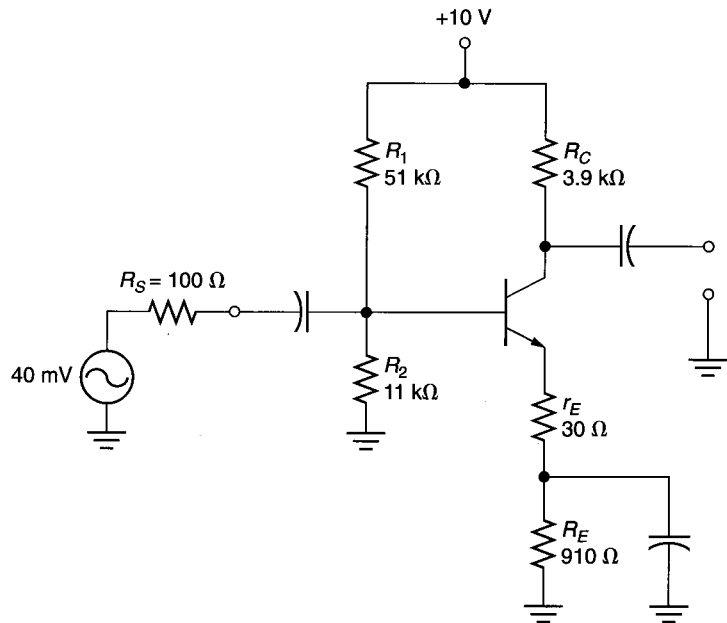 +10 V
R1
51 kΩ
RC
3.9 kΩ
RS = 100 Ω
40 mV
R2
11 kΩ
rE
30 Ω
RE
910 Ω